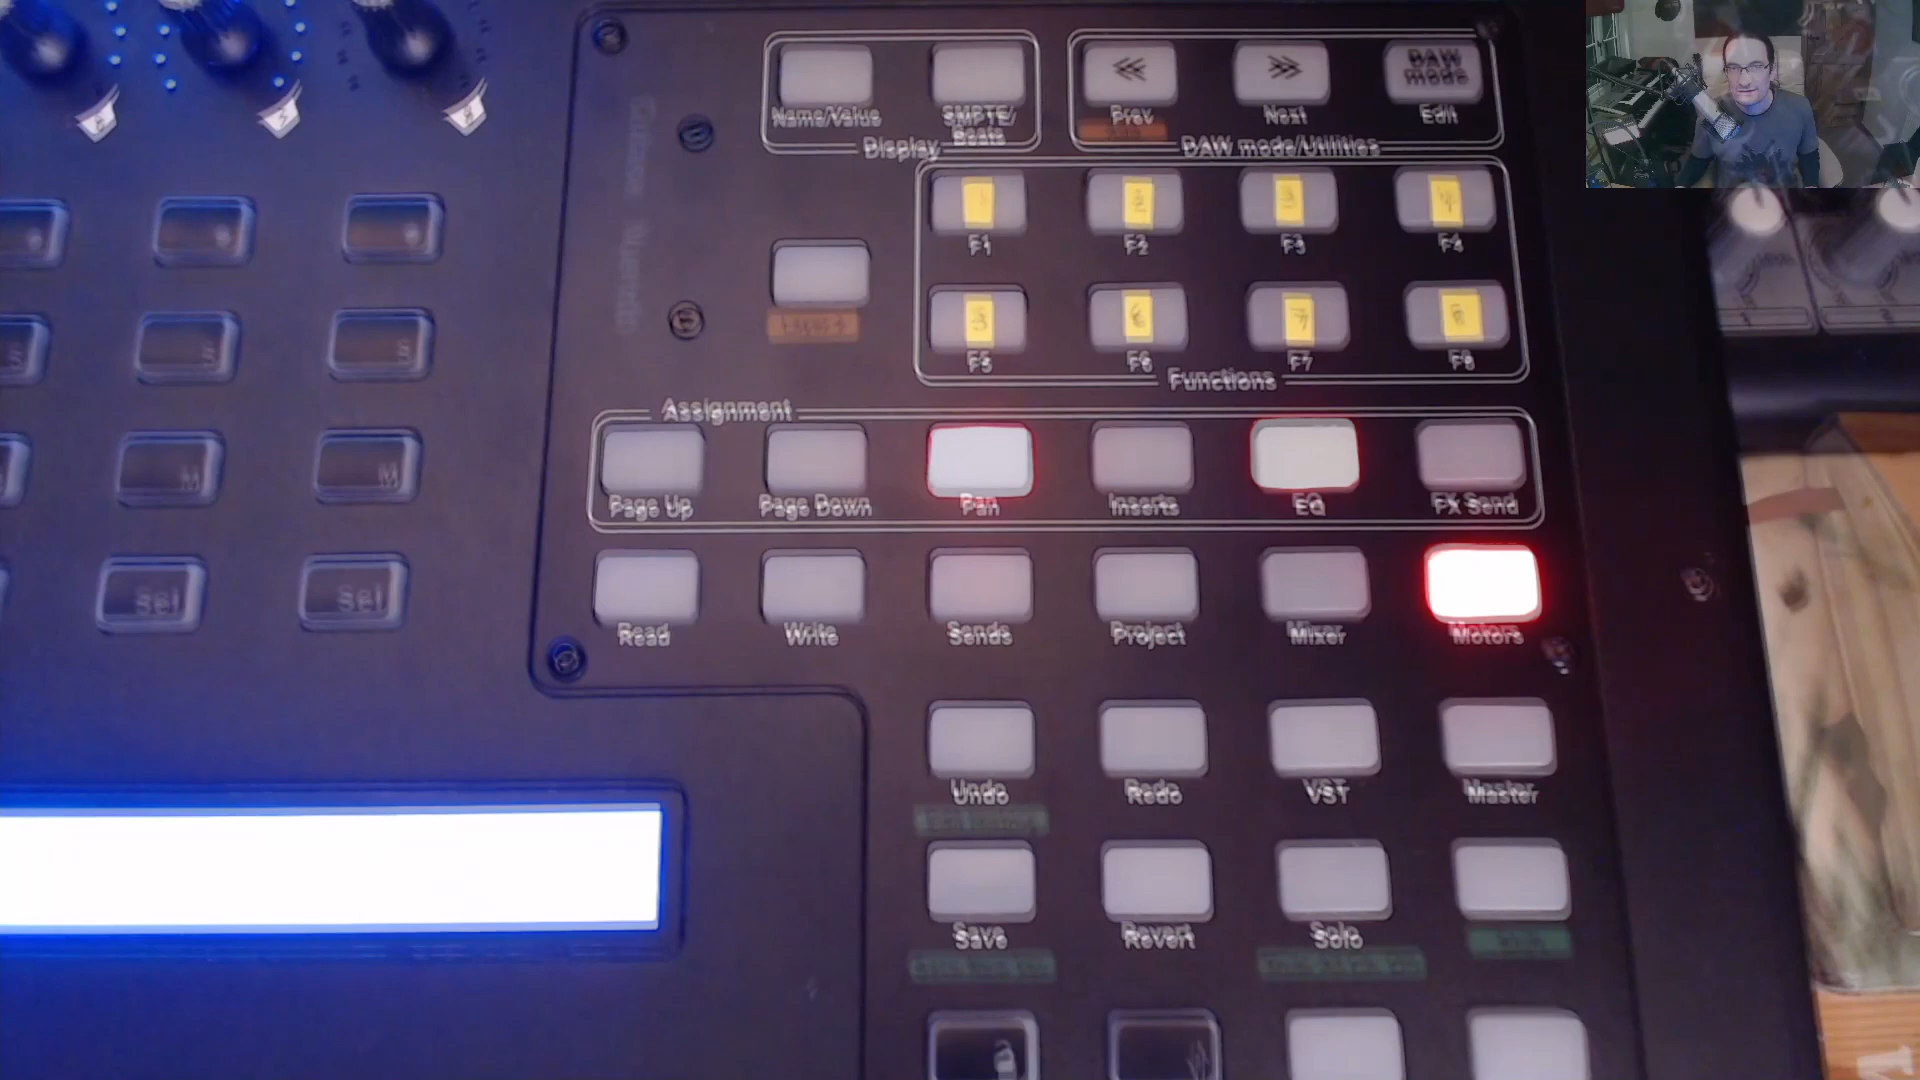 Name/Value
SMPTE/
Beats
Display
Prev
Next
DAW
mode
Edit
DAW mode/Utilities
F1
F2
F3
F4
F5
F6
F7
F8
Functions
Assignment
Page Up
Page Down
Pan
Inserts
EQ
FX Send
Read
Write
Sends
Project
Mixer
Motors
Undo
Redo
VST
Master
Save
Revert
Solo
S
S
M
M
Sel
Sel